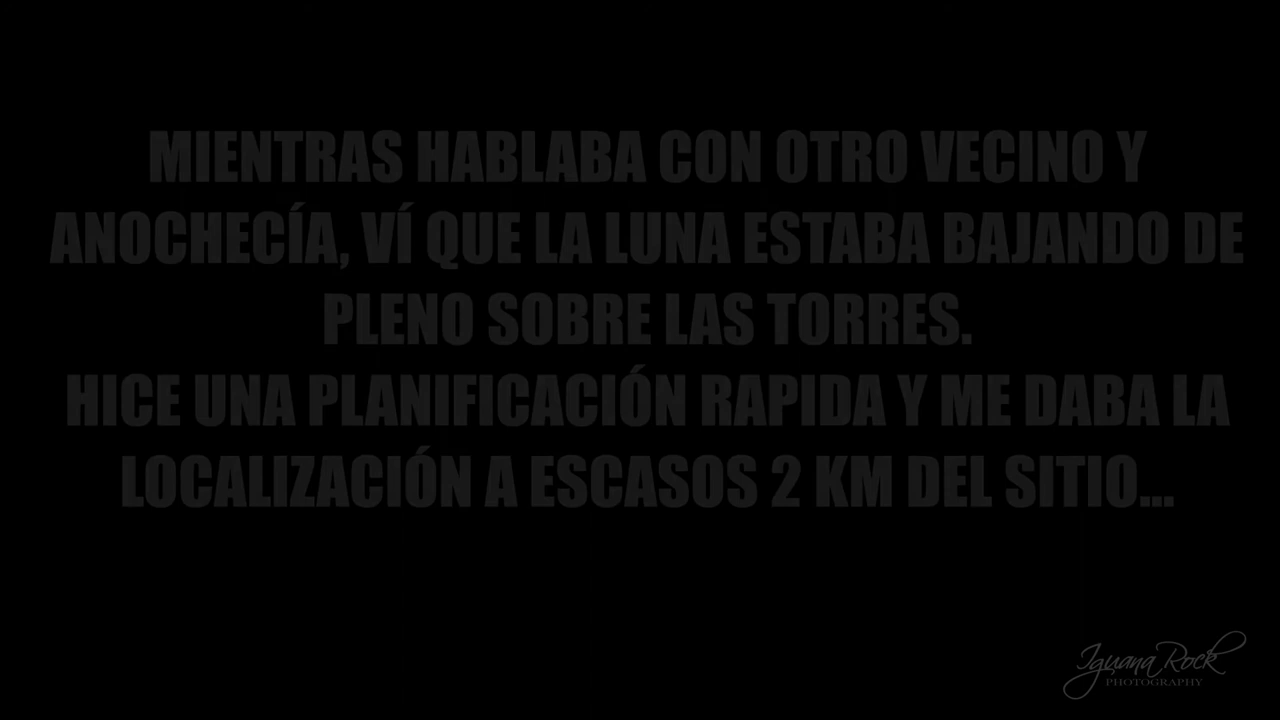 MIENTRAS HABLABA CON OTRO VECINO Y
ANOCHECÍA, VÍ QUE LA LUNA ESTABA BAJANDO DE
PLENO SOBRE LAS TORRES.
HICE UNA PLANIFICACIÓN RAPIDA Y ME DABA LA
LOCALIZACIÓN A ESCASOS 2 KM DEL SITIO...
Iguana Rock
PHOTOGRAPHY